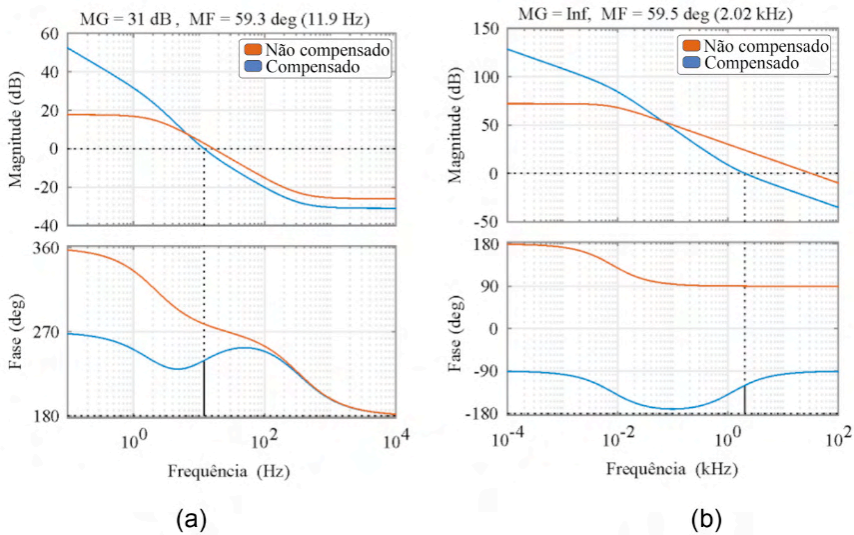 MG = 31 dB , MF = 59.3 deg (11.9 Hz)
60
40
20
0
-20
-40
Magnitude (dB)
Não compensado
Compensado
360
270
180
Fase (deg)
10^0
10^2
10^4
Frequência (Hz)
(a)
MG = Inf, MF = 59.5 deg (2.02 kHz)
150
100
50
0
-50
Magnitude (dB)
Não compensado
Compensado
180
90
0
-90
-180
Fase (deg)
10^-4
10^-2
10^0
10^2
Frequência (kHz)
(b)